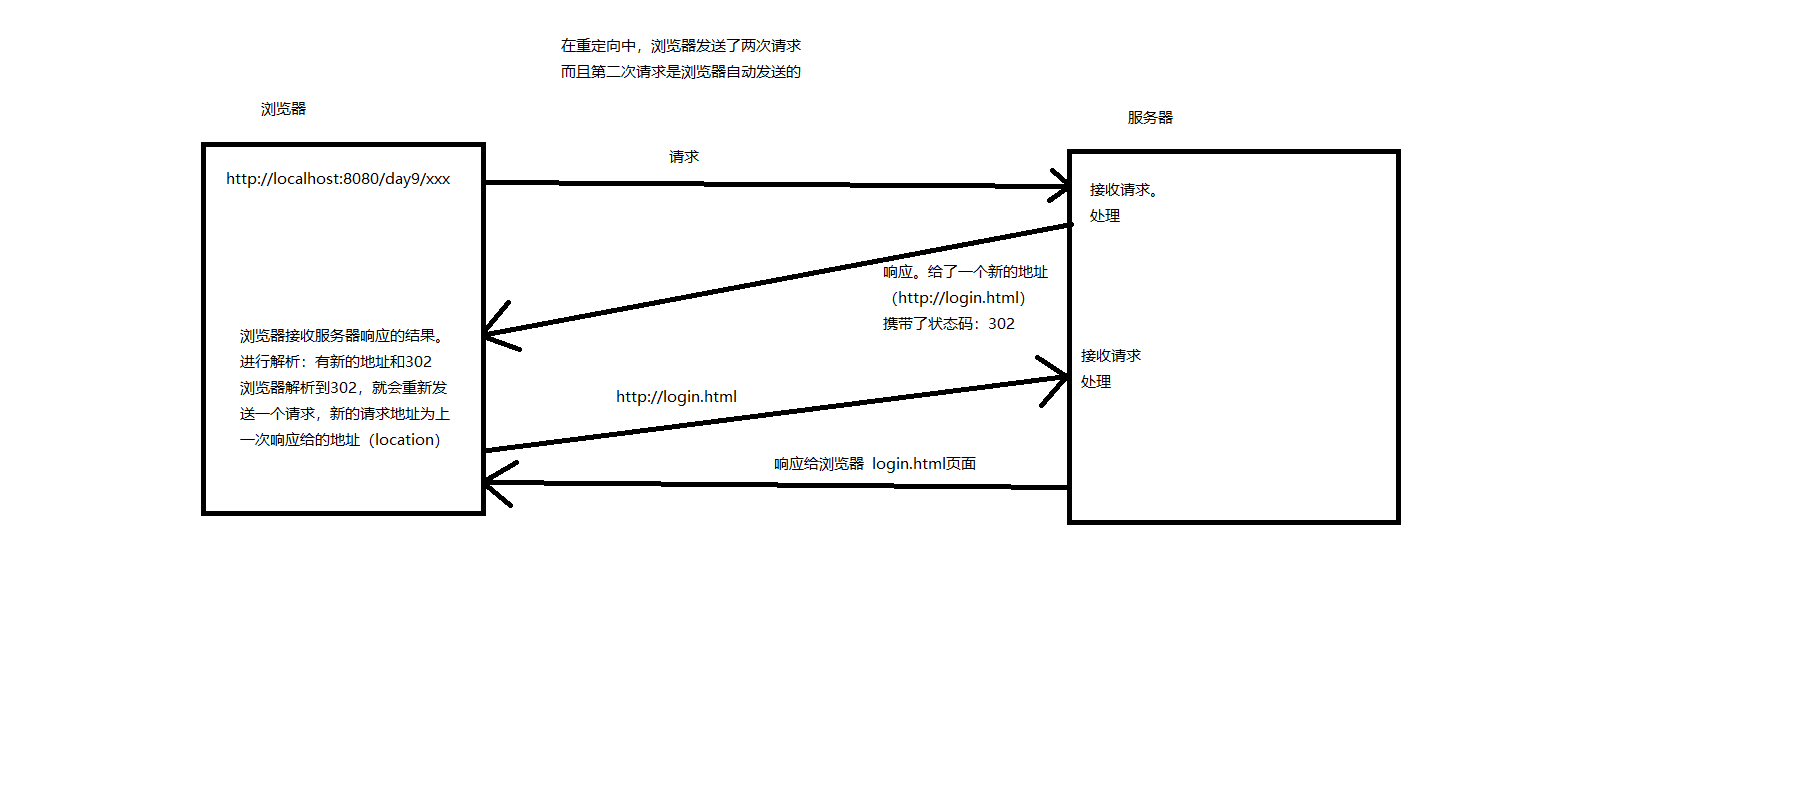 在重定向中，浏览器发送了两次请求
而且第二次请求是浏览器自动发送的
浏览器
服务器
请求
http://localhost:8080/day9/xxx
接收请求。
处理
响应。给了一个新的地址
（http://login.html）
携带了状态码：302
浏览器接收服务器响应的结果。
进行解析：有新的地址和302
浏览器解析到302，就会重新发
送一个请求，新的请求地址为上
一次响应给的地址（location）
接收请求
处理
http://login.html
响应给浏览器 login.html页面